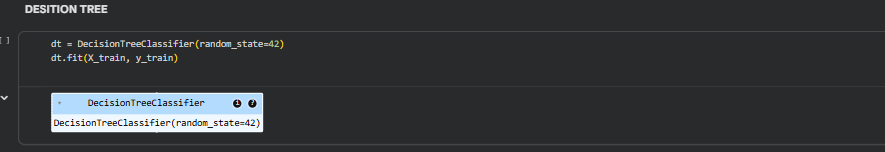 DESITION TREE
[ ]
dt = DecisionTreeClassifier(random_state=42)
dt.fit(X_train, y_train)
DecisionTreeClassifier i ?
DecisionTreeClassifier(random_state=42)